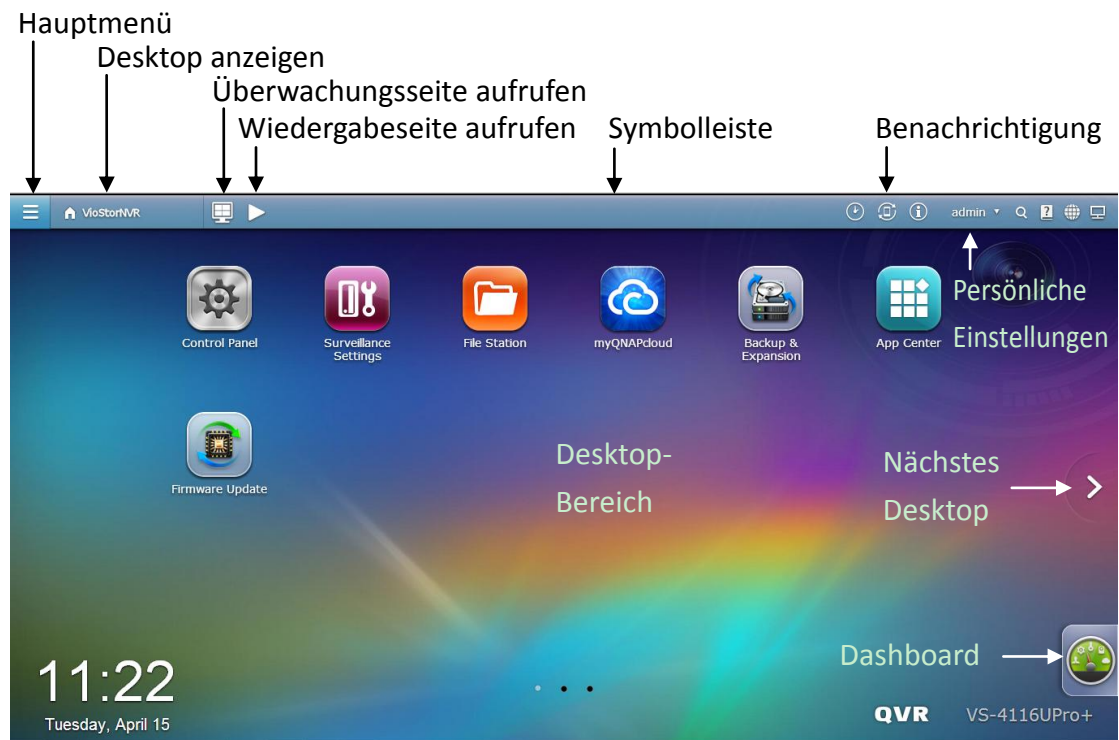 Hauptmenü
Desktop anzeigen
Überwachungsseite aufrufen
Wiedergabeseite aufrufen
Symbolleiste
Benachrichtigung
VioStorNVR
admin
Persönliche
Einstellungen
Control Panel
Surveillance
Settings
File Station
myQNAPcloud
Backup &
Expansion
App Center
Firmware Update
Desktop-
Bereich
Nächstes
Desktop
Dashboard
11:22
Tuesday, April 15
QVR
VS-4116UPro+